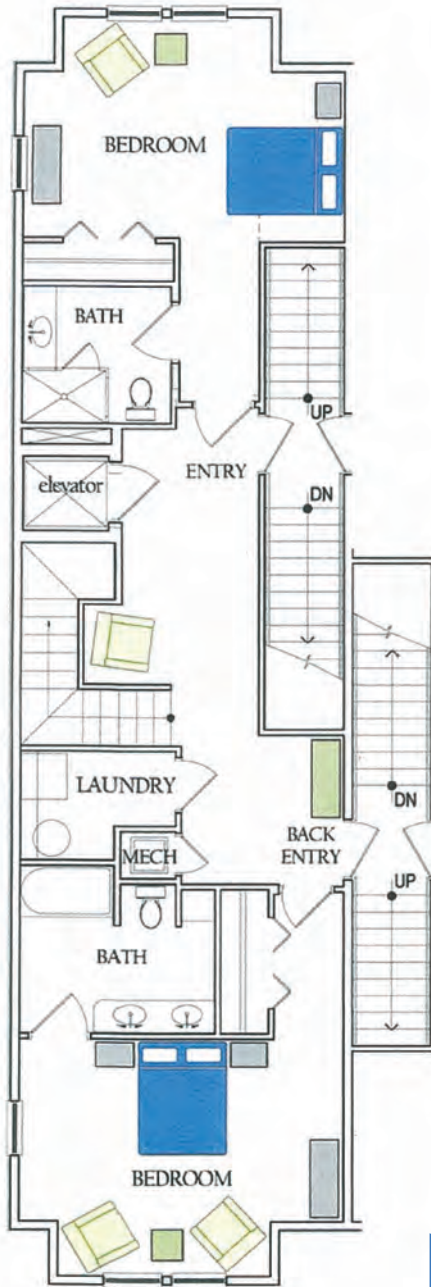 BEDROOM
BATH
UP
ENTRY
elevator
DN
LAUNDRY
DN
MECH
BACK
ENTRY
UP
BATH
BEDROOM